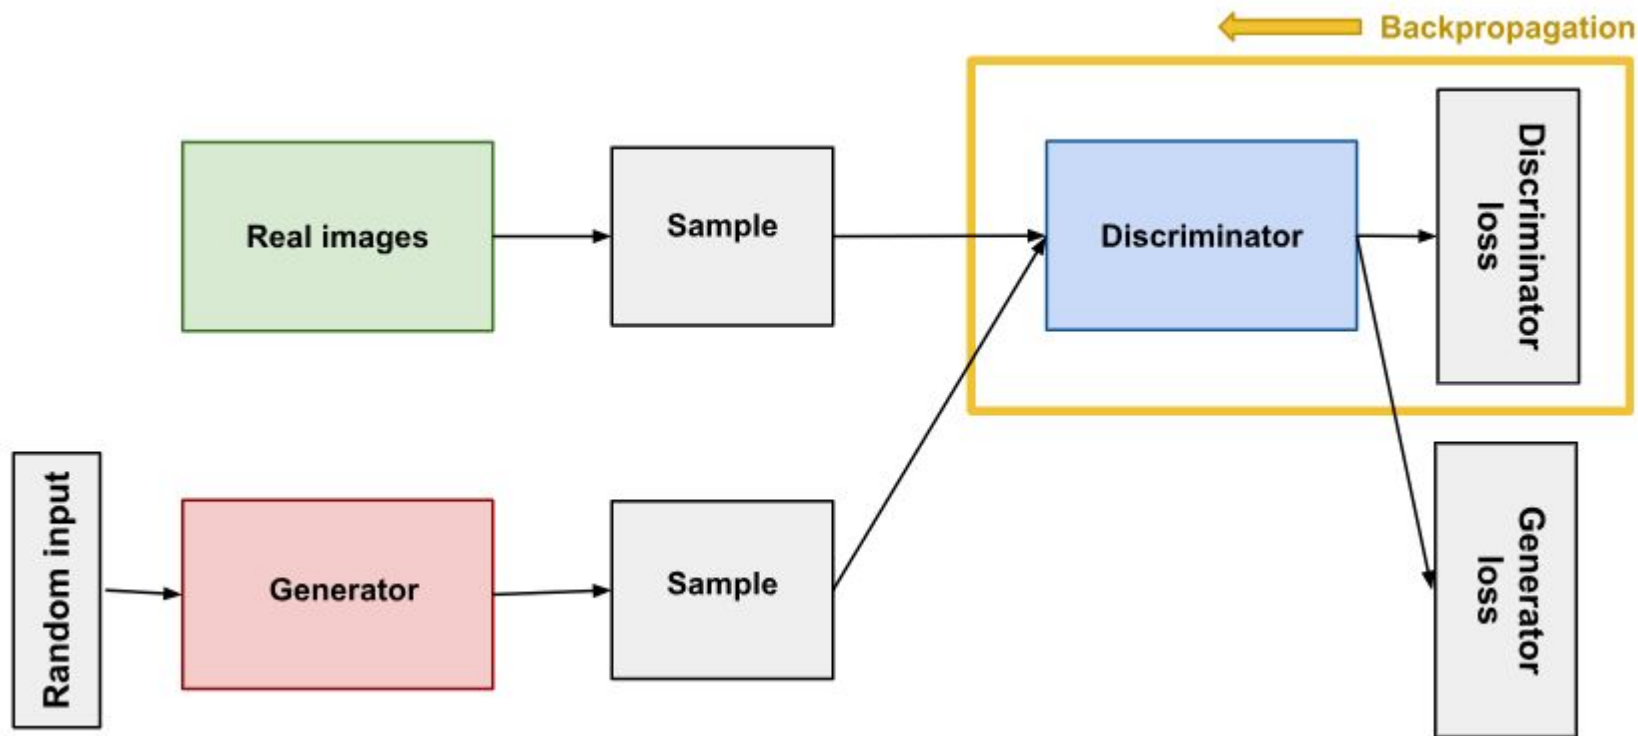 Backpropagation
Real images
Sample
Discriminator
Discriminator
loss
Random input
Generator
Sample
Generator
loss